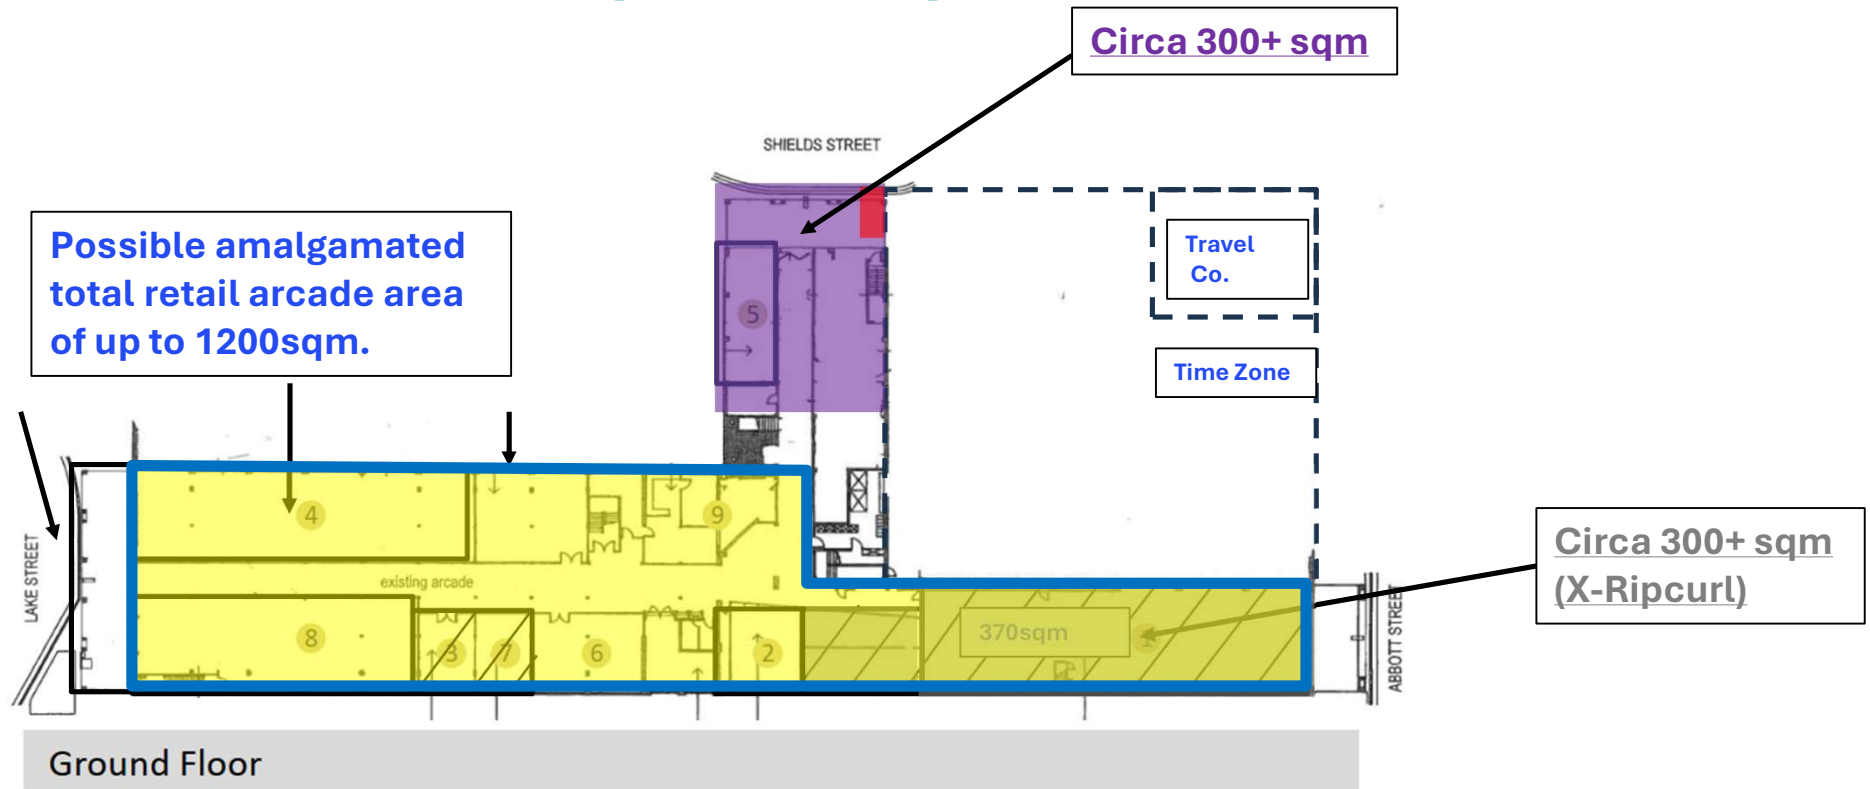 Circa 300+ sqm
SHIELDS STREET
Possible amalgamated
total retail arcade area
of up to 1200sqm.
Travel
Co.
5
Time Zone
4
9
LAKE STREET
existing arcade
Circa 300+ sqm
(X-Ripcurl)
370sqm
1
8
3
7
6
2
ABBOTT STREET
Ground Floor